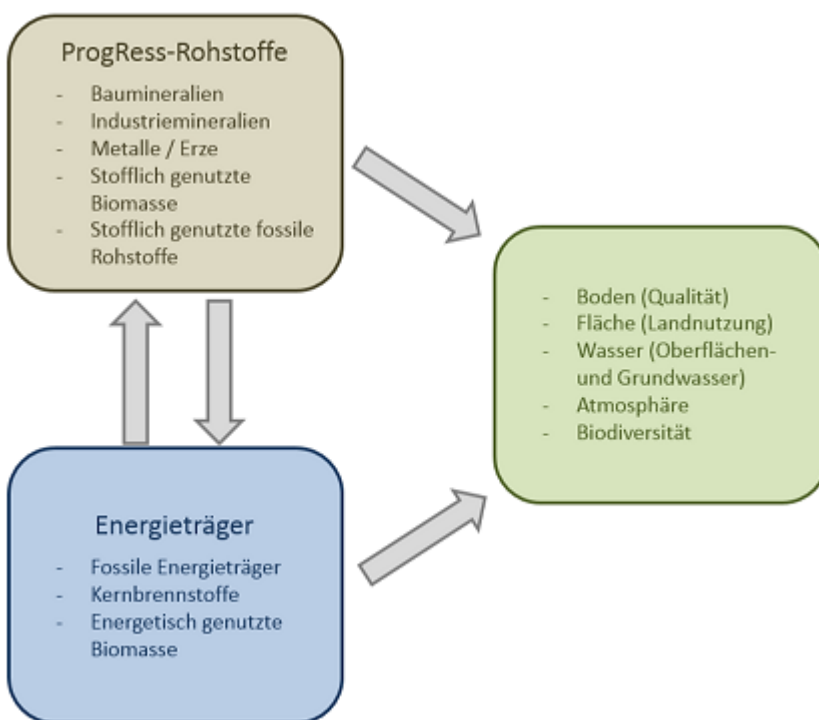 ProgRess-Rohstoffe
- Baumineralien
- Industriemineralien
- Metalle / Erze
- Stofflich genutzte
Biomasse
- Stofflich genutzte fossile
Rohstoffe
- Boden (Qualität)
- Fläche (Landnutzung)
- Wasser (Oberflächen-
und Grundwasser)
- Atmosphäre
- Biodiversität
Energieträger
- Fossile Energieträger
- Kernbrennstoffe
- Energetisch genutzte
Biomasse